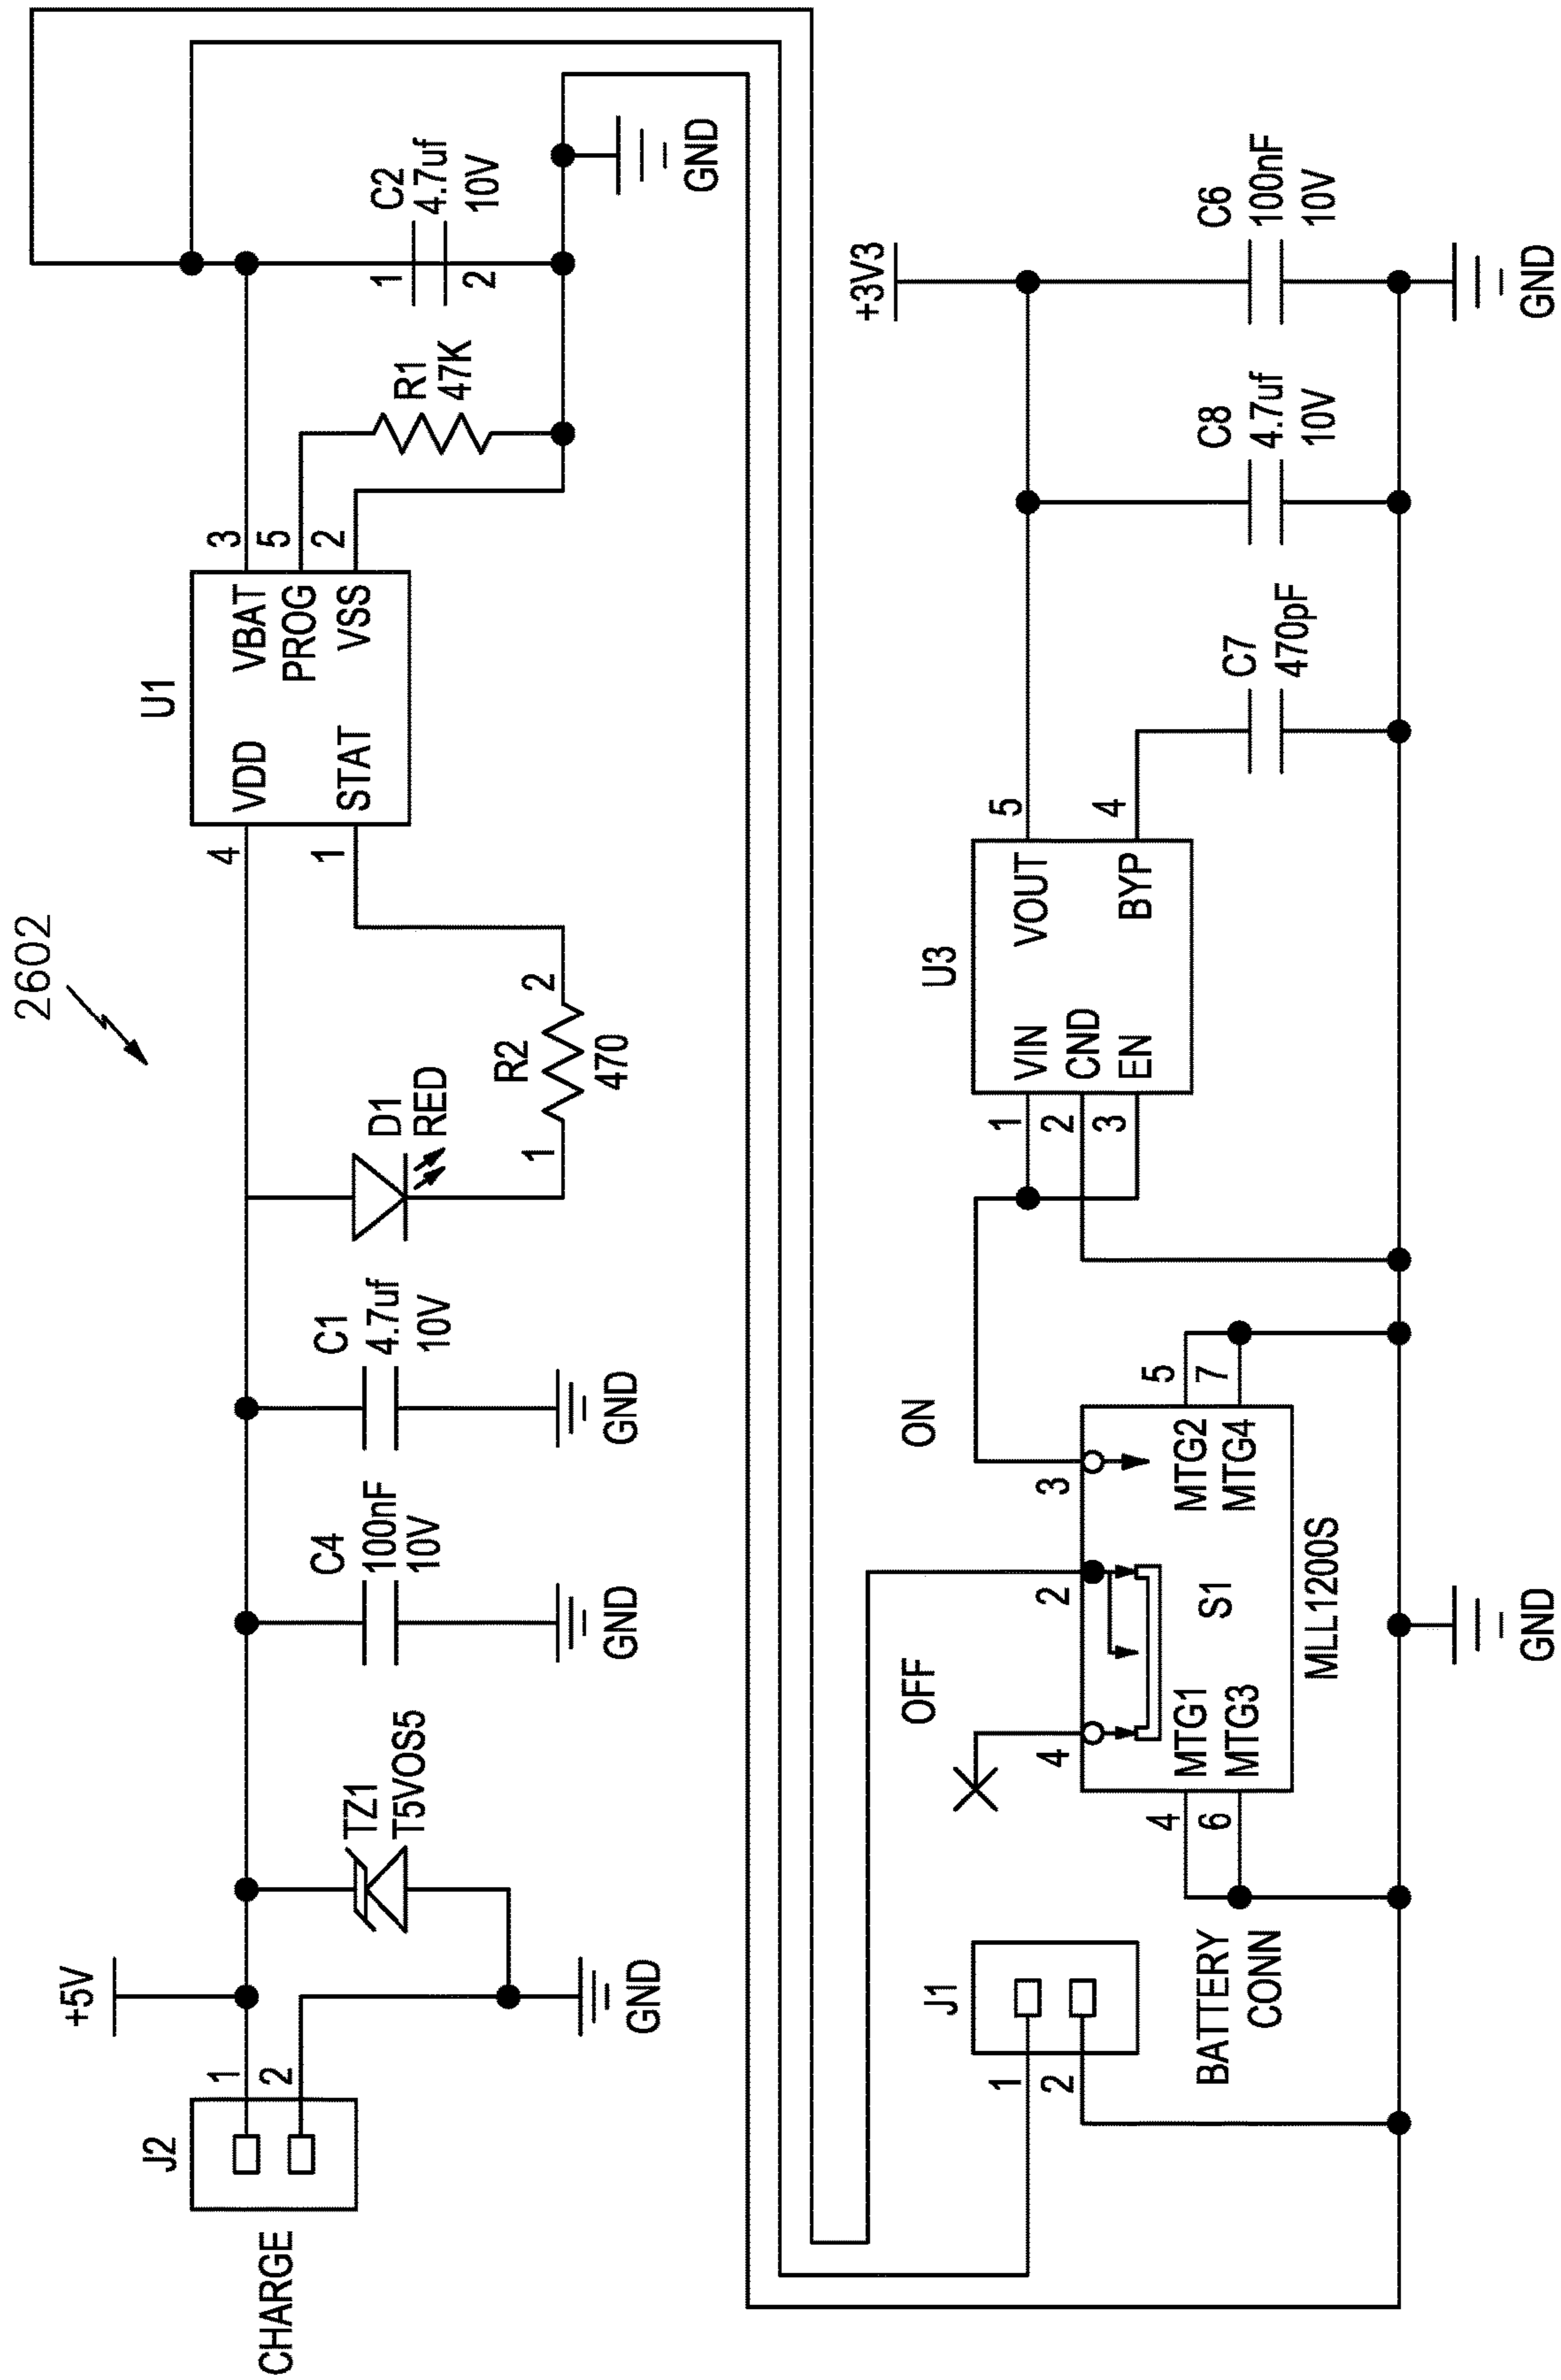 2602
CHARGE
J2
1
2
+5V
GND
TZ1
T5VOS5
C4
100nF
10V
GND
C1
4.7uf
10V
GND
D1
RED
R2
470
1
2
U1
VDD
STAT
VBAT
PROG
VSS
4
1
3
5
2
R1
47K
C2
4.7uf
10V
1
2
GND
J1
1
2
BATTERY
CONN
OFF
ON
4
2
3
MTG1
MTG3
S1
MTG2
MTG4
4
6
5
7
MLL1200S
GND
U3
VIN
CND
EN
VOUT
BYP
1
2
3
5
4
C7
470pF
C8
4.7uf
10V
+3V3
C6
100nF
10V
GND